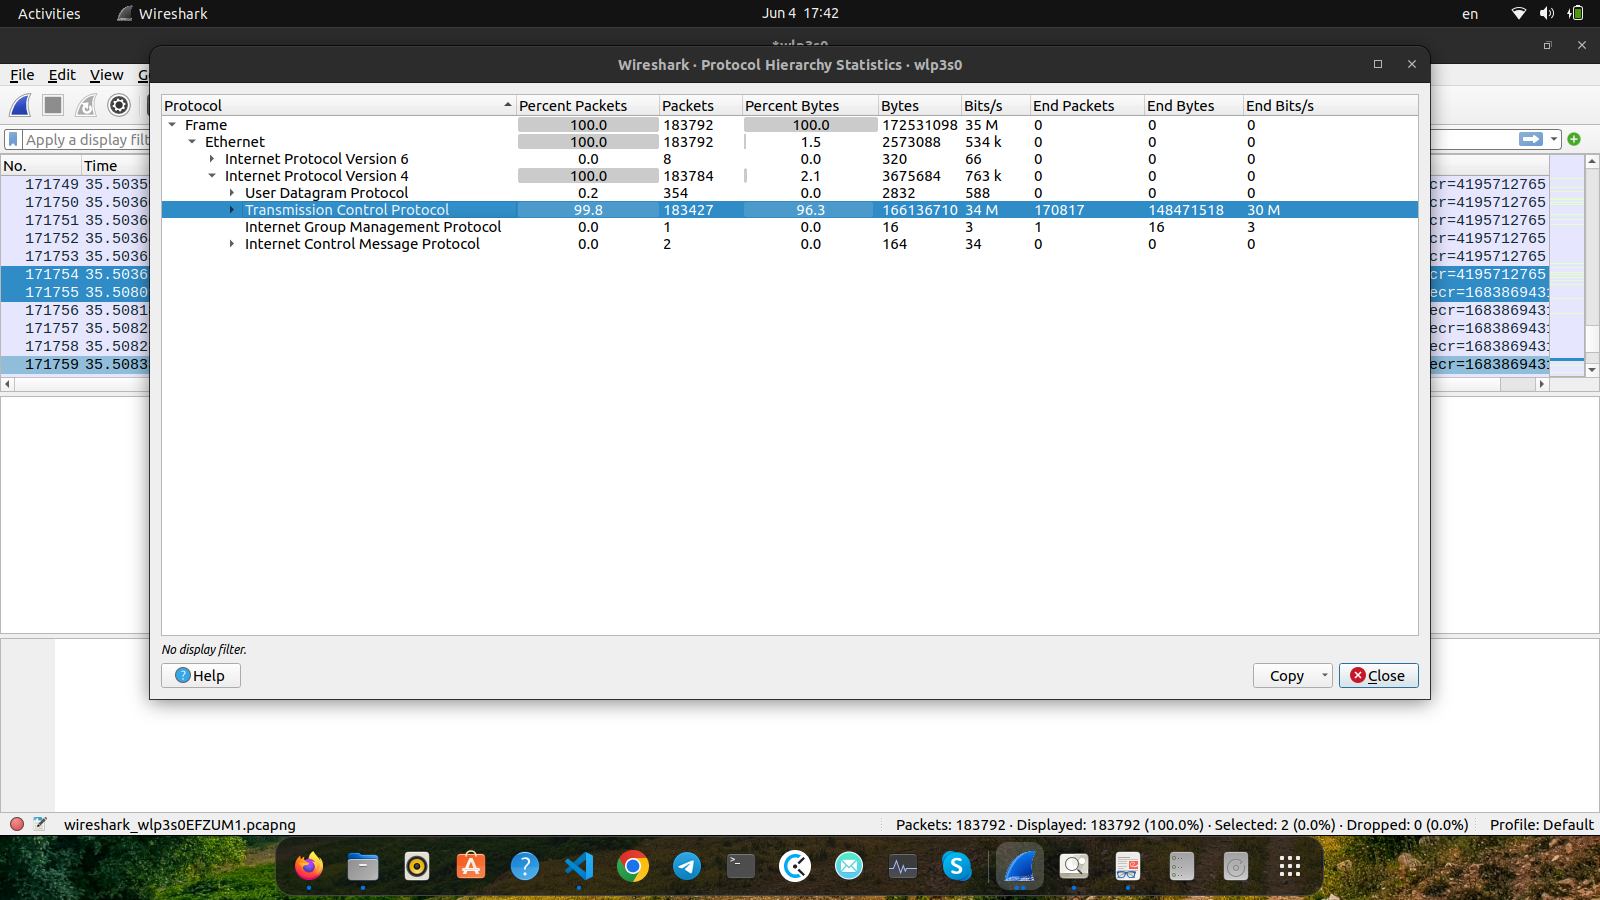 Activities Wireshark Jun 4 17:42 en
*wlp3s0
File Edit View G
Wireshark · Protocol Hierarchy Statistics · wlp3s0
Apply a display filt
No. Time
171749 35.5035 cr=4195712765
171750 35.5036 cr=4195712765
171751 35.5036 cr=4195712765
171752 35.5036 cr=4195712765
171753 35.5036 cr=4195712765
171754 35.5036 cr=4195712765
171755 35.5080 ecr=168386943
171756 35.5081 ecr=168386943
171757 35.5082 ecr=168386943
171758 35.5082 ecr=168386943
171759 35.5083 ecr=168386943
Protocol Percent Packets Packets Percent Bytes Bytes Bits/s End Packets End Bytes End Bits/s
Frame 100.0 183792 100.0 172531098 35 M 0 0 0
Ethernet 100.0 183792 1.5 2573088 534 k 0 0 0
Internet Protocol Version 6 0.0 8 0.0 320 66 0 0 0
Internet Protocol Version 4 100.0 183784 2.1 3675684 763 k 0 0 0
User Datagram Protocol 0.2 354 0.0 2832 588 0 0 0
Transmission Control Protocol 99.8 183427 96.3 166136710 34 M 170817 148471518 30 M
Internet Group Management Protocol 0.0 1 0.0 16 3 1 16 3
Internet Control Message Protocol 0.0 2 0.0 164 34 0 0 0
No display filter.
Help Copy Close
wireshark_wlp3s0EFZUM1.pcapng Packets: 183792 · Displayed: 183792 (100.0%) · Selected: 2 (0.0%) · Dropped: 0 (0.0%) Profile: Default